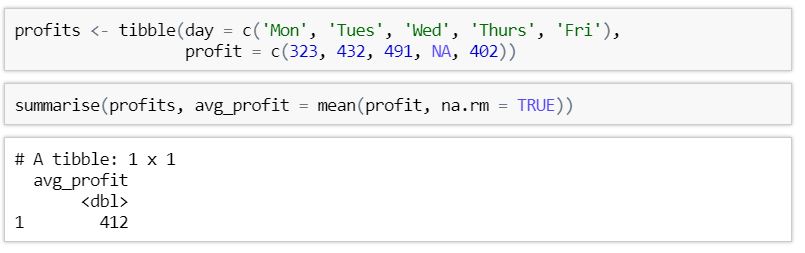 profits <- tibble(day = c('Mon', 'Tues', 'Wed', 'Thurs', 'Fri'),
                  profit = c(323, 432, 491, NA, 402))
summarise(profits, avg_profit = mean(profit, na.rm = TRUE))
# A tibble: 1 x 1
  avg_profit
       <dbl>
1        412